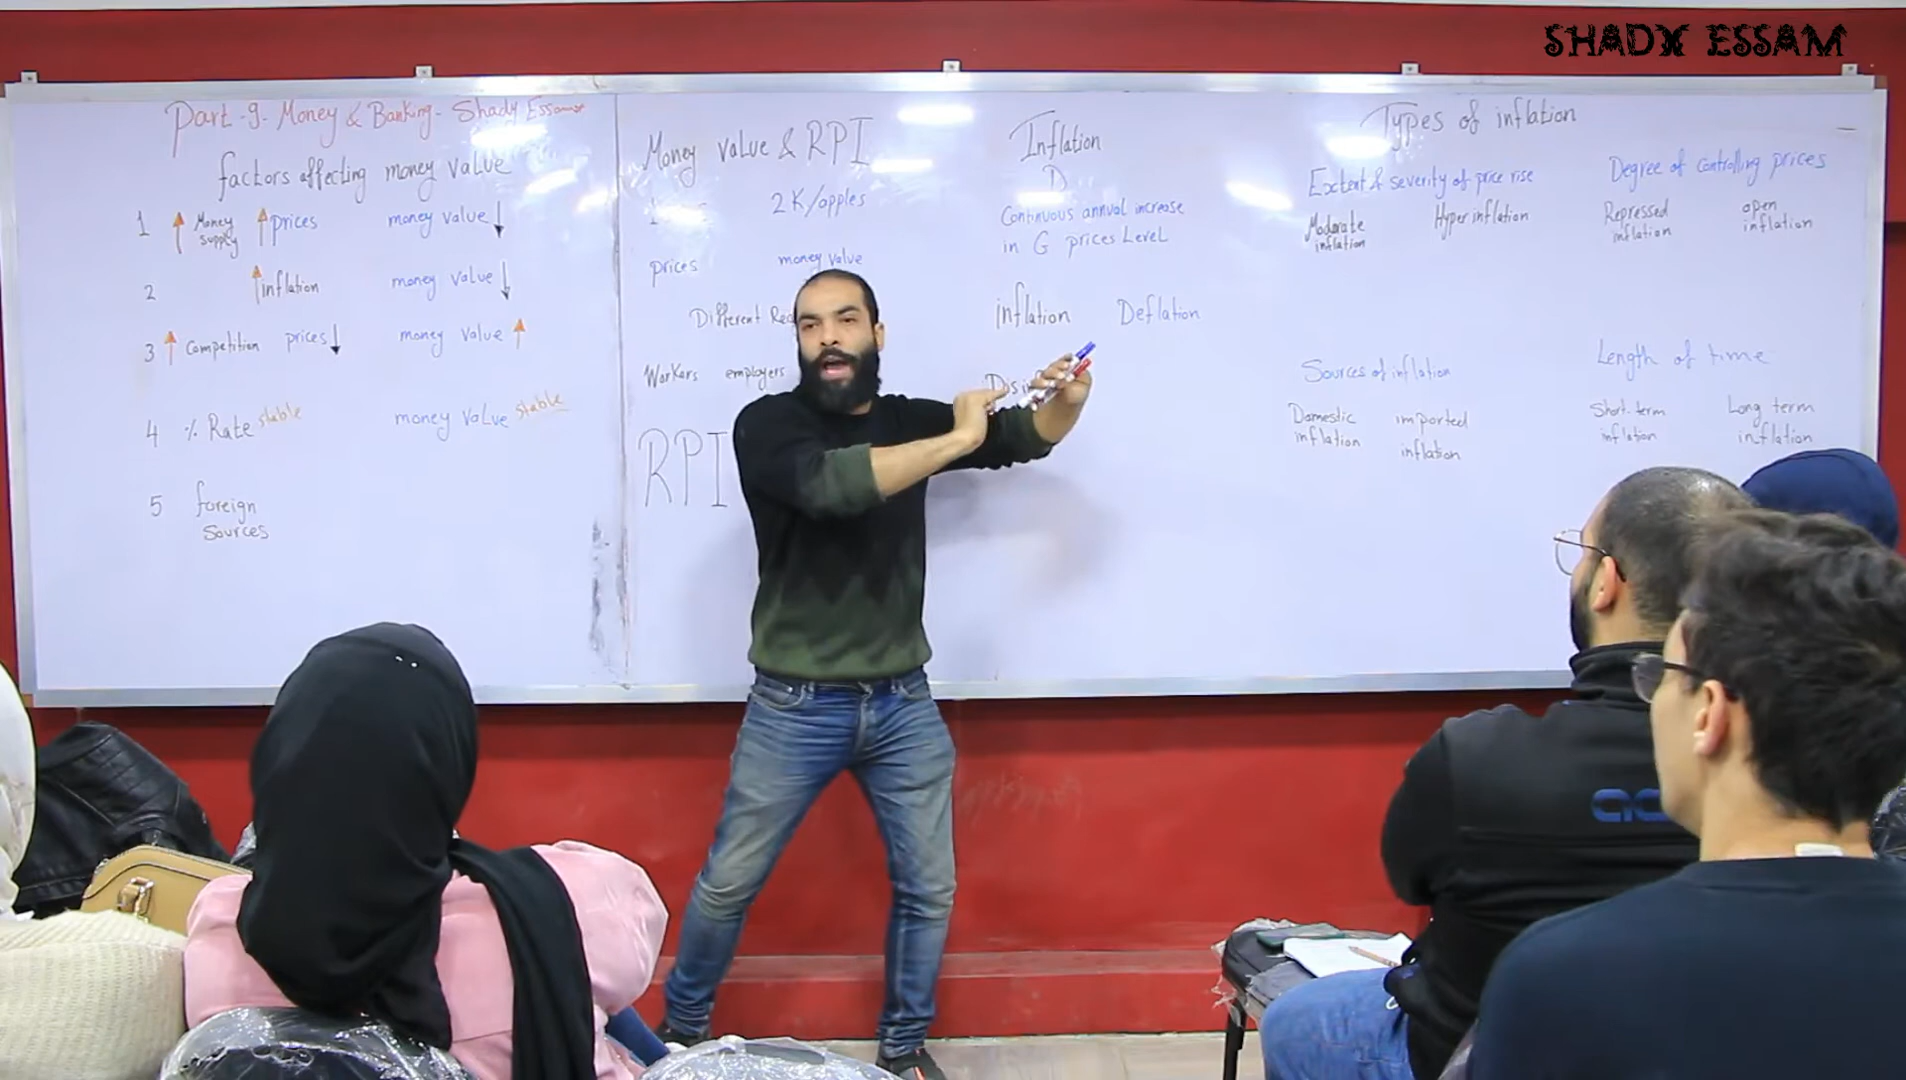 SHADY ESSAM
Part-9- Money & Banking- Shady Essam
factors affecting money value
1 ↑ Money supply ↑ prices money value ↓
2 ↑ inflation money value ↓
3 ↑ Competition prices ↓ money value ↑
4 % Rate stable money value stable
5 foreign
Sources
Money value & RPI
1
2K/apples
prices money value
Different
Workers employers
RPI
Inflation
D
Continuous annual increase
in G prices Level
inflation Deflation
Types of inflation
Extent & severity of price rise
Moderate
inflation
Hyper inflation
Degree of controlling prices
Repressed
inflation
open
inflation
Sources of inflation
Domestic
inflation
imported
inflation
Length of time
Short-term
inflation
Long term
inflation